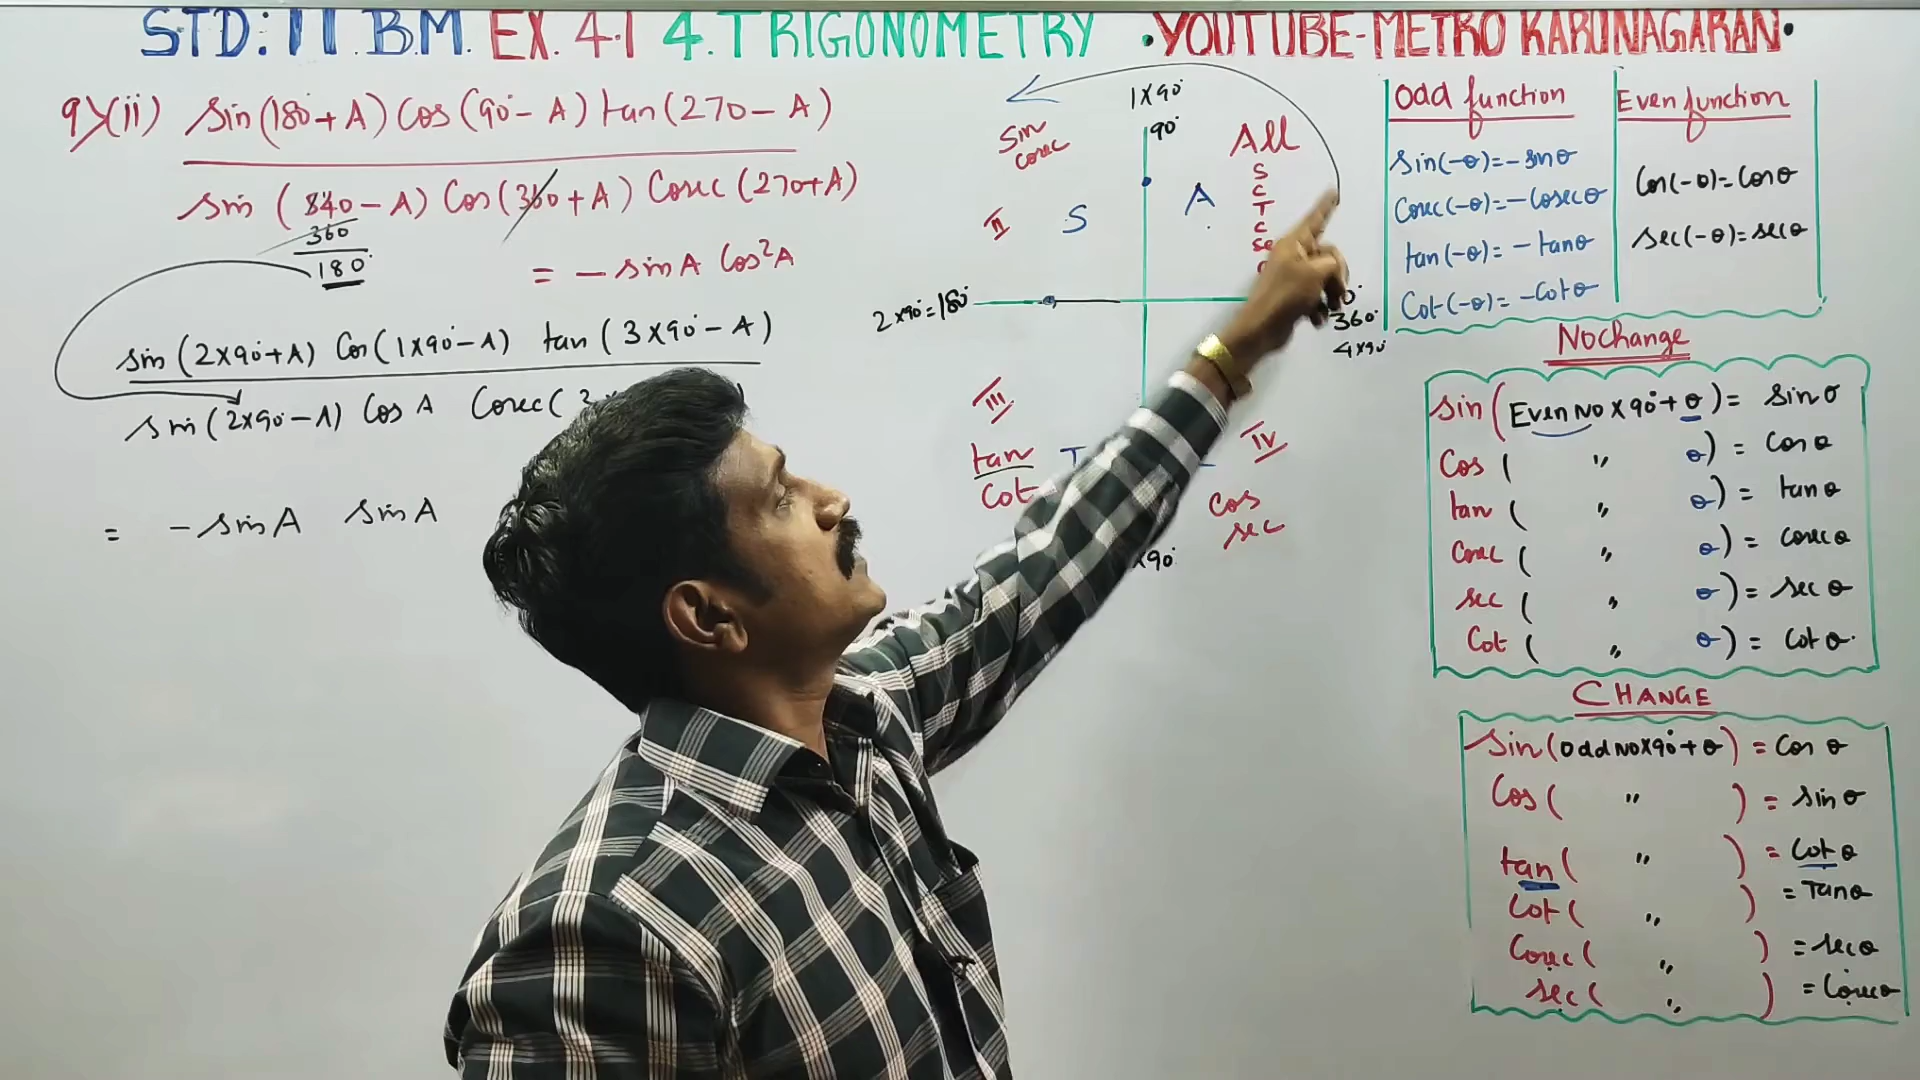 STD: 11. B.M. EX. 4.1 4. TRIGONOMETRY • YOUTUBE-METRO KARUNAGARAN •
9)(ii) sin(180°+A) Cos(90°-A) tan(270-A)
sin (840-A) Cos(360+A) Cosec(270+A)
360
180°
= -sinA Cos²A
sin(2x90°+A) Cos(1x90°-A) tan(3x90°-A)
sin(2x90°-A) Cos A Cosec(
= -sinA sinA
1x90°
90°
Sin
cosec
All
S
C
T
C
II S A
2x90°=180°
360°
4x90°
III
tan
Cot
T
IV
Cos
sec
x90°
Odd function
sin(-θ)=-sinθ
Cosec(-θ)=-Cosecθ
tan(-θ)=-tanθ
Cot(-θ)=-Cotθ
Even function
Cos(-θ)=Cosθ
sec(-θ)=secθ
No change
sin(Even No x 90°+θ)= sinθ
Cos( " θ) = Cosθ
tan( " θ) = tanθ
Cosec( " θ) = cosecθ
sec( " θ) = secθ
Cot( " θ) = Cotθ.
CHANGE
sin(Odd No x 90°+θ) = Cosθ
Cos( " ) = sinθ
tan( " ) = Cotθ
Cot( " ) = Tanθ
Cosec( " ) = secθ
sec( " ) = Cosecθ